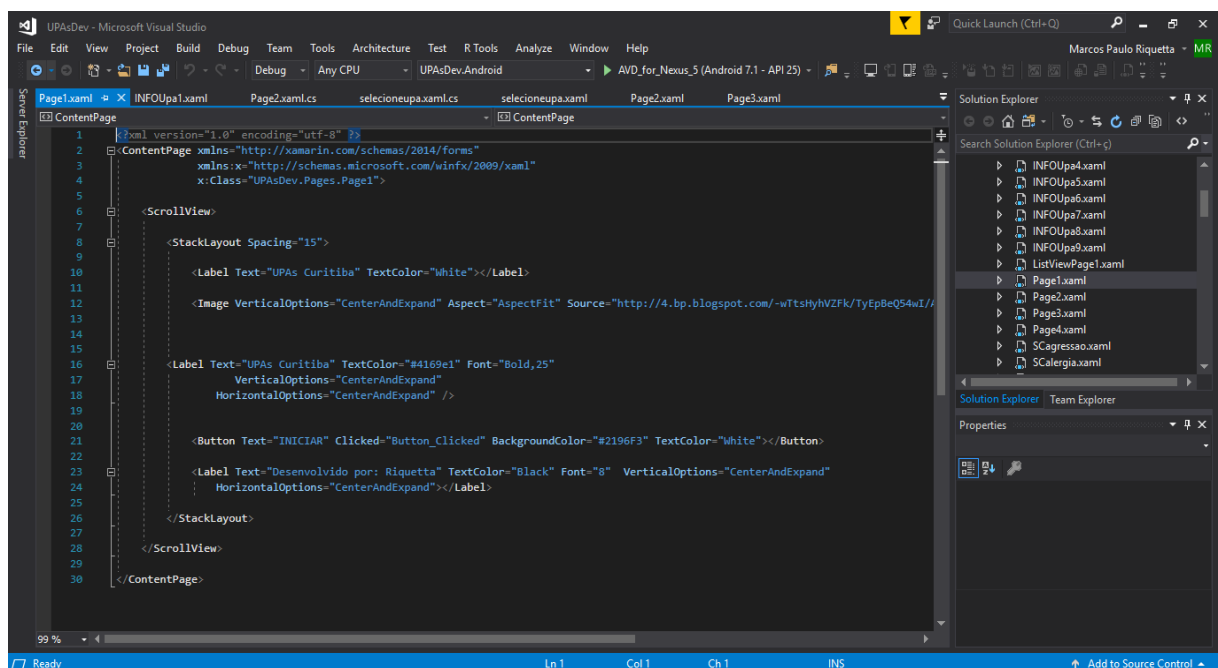 UPAsDev - Microsoft Visual Studio
Quick Launch (Ctrl+Q)
File Edit View Project Build Debug Team Tools Architecture Test R Tools Analyze Window Help
Marcos Paulo Riquetta MR
Debug Any CPU UPAsDev.Android AVD_for_Nexus_5 (Android 7.1 - API 25)
Server Explorer
Page1.xaml INFOUpa1.xaml Page2.xaml.cs selecioneupa.xaml.cs selecioneupa.xaml Page2.xaml Page3.xaml
ContentPage ContentPage
1 <?xml version="1.0" encoding="utf-8" ?>
2 <ContentPage xmlns="http://xamarin.com/schemas/2014/forms"
3 xmlns:x="http://schemas.microsoft.com/winfx/2009/xaml"
4 x:Class="UPAsDev.Pages.Page1">
5
6 <ScrollView>
7
8 <StackLayout Spacing="15">
9
10 <Label Text="UPAs Curitiba" TextColor="White"></Label>
11
12 <Image VerticalOptions="CenterAndExpand" Aspect="AspectFit" Source="http://4.bp.blogspot.com/-wTtsHyhVZFk/TyEpBeQ54wI/
13
14
15
16 <Label Text="UPAs Curitiba" TextColor="#4169e1" Font="Bold,25"
17 VerticalOptions="CenterAndExpand"
18 HorizontalOptions="CenterAndExpand" />
19
20
21 <Button Text="INICIAR" Clicked="Button_Clicked" BackgroundColor="#2196F3" TextColor="White"></Button>
22
23 <Label Text="Desenvolvido por: Riquetta" TextColor="Black" Font="8" VerticalOptions="CenterAndExpand"
24 HorizontalOptions="CenterAndExpand"></Label>
25
26 </StackLayout>
27
28 </ScrollView>
29
30 </ContentPage>
99 %
Solution Explorer
Search Solution Explorer (Ctrl+ç)
INFOUpa4.xaml
INFOUpa5.xaml
INFOUpa6.xaml
INFOUpa7.xaml
INFOUpa8.xaml
INFOUpa9.xaml
ListViewPage1.xaml
Page1.xaml
Page2.xaml
Page3.xaml
Page4.xaml
SCagressao.xaml
SCalergia.xaml
Solution Explorer Team Explorer
Properties
Ready Ln 1 Col 1 Ch 1 INS Add to Source Control